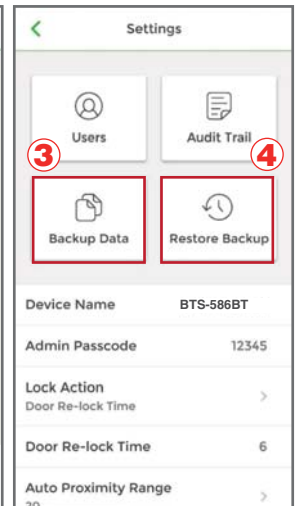 Settings
Users
Audit Trail
3
4
Backup Data
Restore Backup
Device Name BTS-586BT
Admin Passcode 12345
Lock Action
Door Re-lock Time
Door Re-lock Time 6
Auto Proximity Range